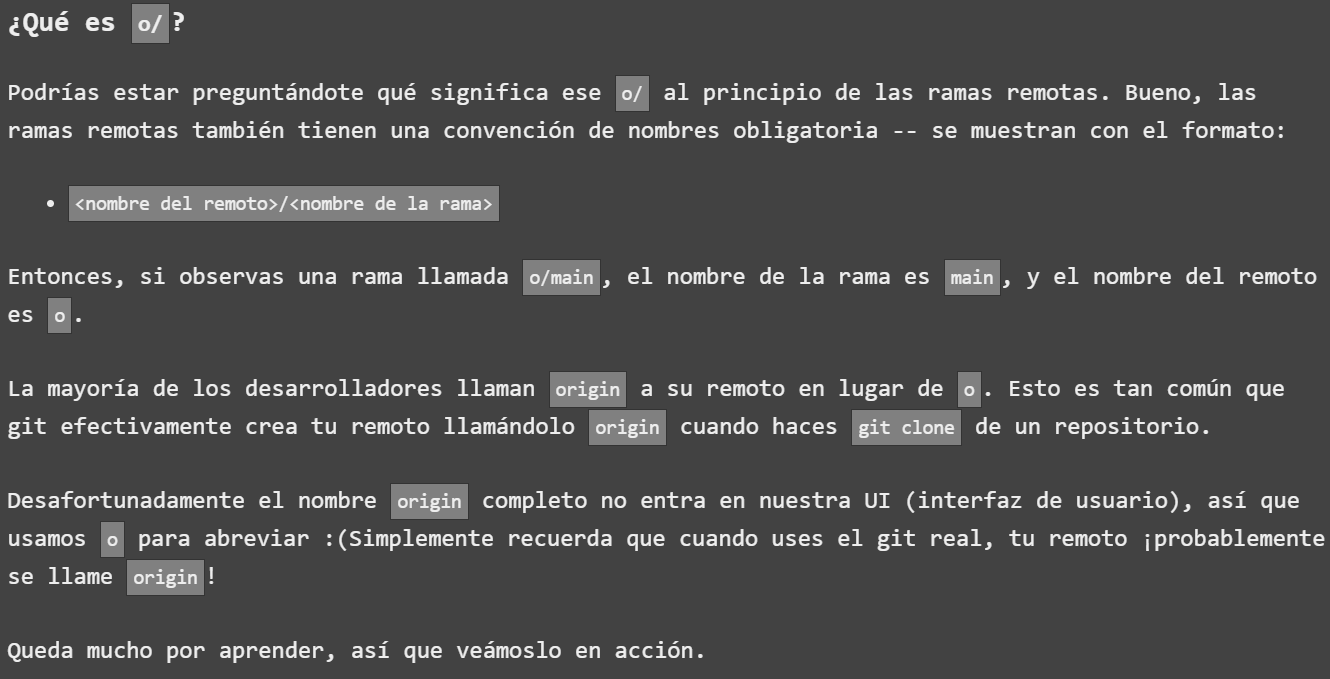 ¿Qué es o/?
Podrías estar preguntándote qué significa ese o/ al principio de las ramas remotas. Bueno, las
ramas remotas también tienen una convención de nombres obligatoria -- se muestran con el formato:
• <nombre del remoto>/<nombre de la rama>
Entonces, si observas una rama llamada o/main, el nombre de la rama es main, y el nombre del remoto
es o.
La mayoría de los desarrolladores llaman origin a su remoto en lugar de o. Esto es tan común que
git efectivamente crea tu remoto llamándolo origin cuando haces git clone de un repositorio.
Desafortunadamente el nombre origin completo no entra en nuestra UI (interfaz de usuario), así que
usamos o para abreviar :(Simplemente recuerda que cuando uses el git real, tu remoto ¡probablemente
se llame origin!
Queda mucho por aprender, así que veámoslo en acción.